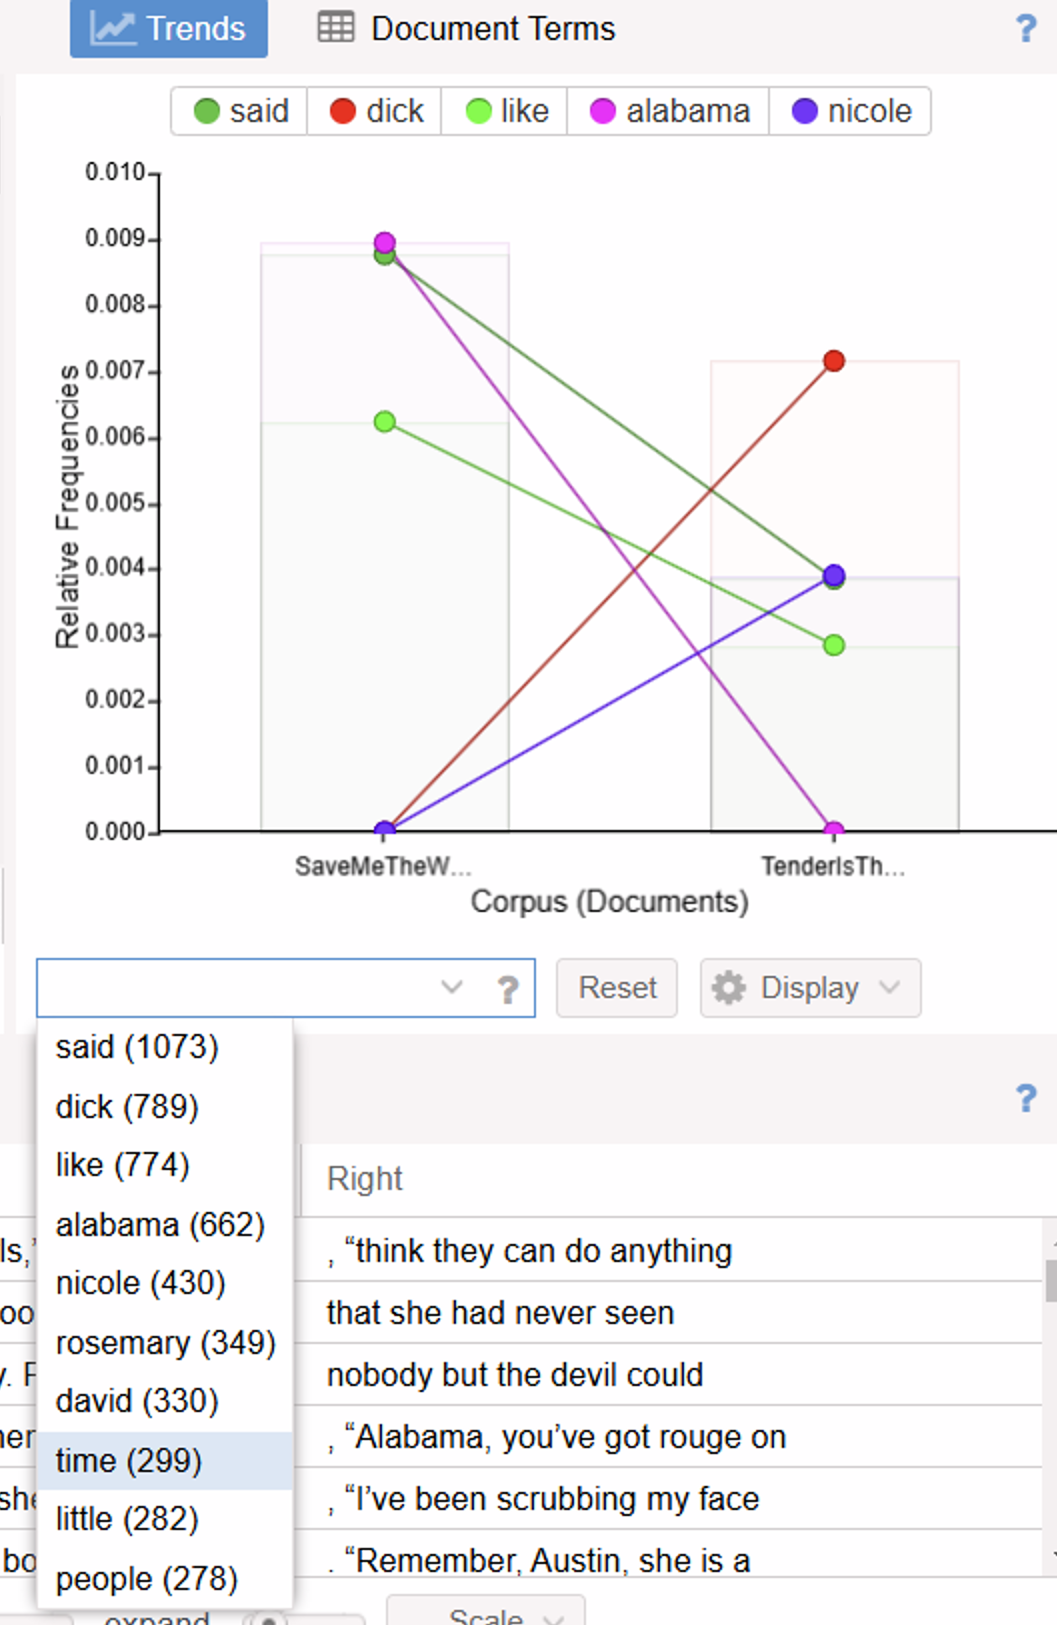 Trends Document Terms ?
said dick like alabama nicole
0.010
0.009
0.008
0.007
0.006
0.005
0.004
0.003
0.002
0.001
0.000
Relative Frequencies
SaveMeTheW... TenderIsTh...
Corpus (Documents)
? Reset Display
said (1073)
dick (789)
like (774)
alabama (662)
nicole (430)
rosemary (349)
david (330)
time (299)
little (282)
people (278)
?
Right
ls,’ , “think they can do anything
oo that she had never seen
y. F nobody but the devil could
her , “Alabama, you’ve got rouge on
she , “I’ve been scrubbing my face
bo . “Remember, Austin, she is a
expand Scale